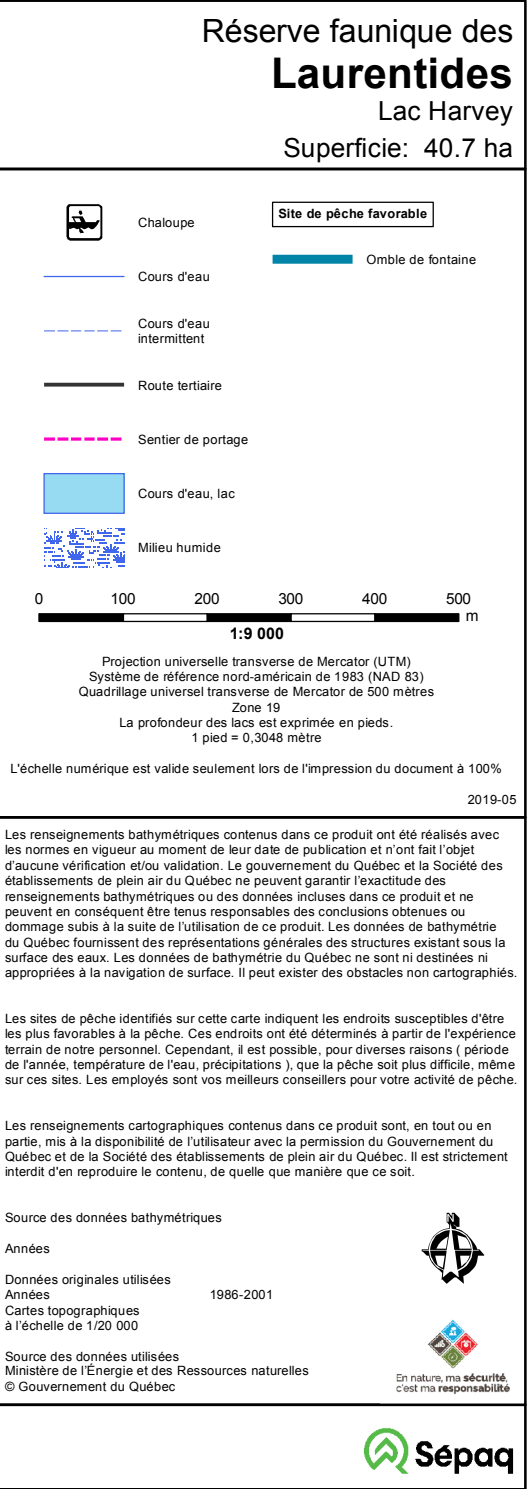 Réserve faunique des
Laurentides
Lac Harvey
Superficie: 40.7 ha
Chaloupe
Cours d'eau
Cours d'eau
intermittent
Route tertiaire
Sentier de portage
Cours d'eau, lac
Milieu humide
Site de pêche favorable
Omble de fontaine
0 100 200 300 400 500
m
1:9 000
Projection universelle transverse de Mercator (UTM)
Système de référence nord-américain de 1983 (NAD 83)
Quadrillage universel transverse de Mercator de 500 mètres
Zone 19
La profondeur des lacs est exprimée en pieds.
1 pied = 0,3048 mètre
L'échelle numérique est valide seulement lors de l'impression du document à 100%
2019-05
Les renseignements bathymétriques contenus dans ce produit ont été réalisés avec
les normes en vigueur au moment de leur date de publication et n'ont fait l'objet
d'aucune vérification et/ou validation. Le gouvernement du Québec et la Société des
établissements de plein air du Québec ne peuvent garantir l'exactitude des
renseignements bathymétriques ou des données incluses dans ce produit et ne
peuvent en conséquent être tenus responsables des conclusions obtenues ou
dommage subis à la suite de l'utilisation de ce produit. Les données de bathymétrie
du Québec fournissent des représentations générales des structures existant sous la
surface des eaux. Les données de bathymétrie du Québec ne sont ni destinées ni
appropriées à la navigation de surface. Il peut exister des obstacles non cartographiés.
Les sites de pêche identifiés sur cette carte indiquent les endroits susceptibles d'être
les plus favorables à la pêche. Ces endroits ont été déterminés à partir de l'expérience
terrain de notre personnel. Cependant, il est possible, pour diverses raisons ( période
de l'année, température de l'eau, précipitations ), que la pêche soit plus difficile, même
sur ces sites. Les employés sont vos meilleurs conseillers pour votre activité de pêche.
Les renseignements cartographiques contenus dans ce produit sont, en tout ou en
partie, mis à la disponibilité de l'utilisateur avec la permission du Gouvernement du
Québec et de la Société des établissements de plein air du Québec. Il est strictement
interdit d'en reproduire le contenu, de quelle que manière que ce soit.
Source des données bathymétriques
Années
Données originales utilisées
Années 1986-2001
Cartes topographiques
à l'échelle de 1/20 000
Source des données utilisées
Ministère de l'Énergie et des Ressources naturelles
© Gouvernement du Québec
N
En nature, ma sécurité,
c'est ma responsabilité
Sépaq